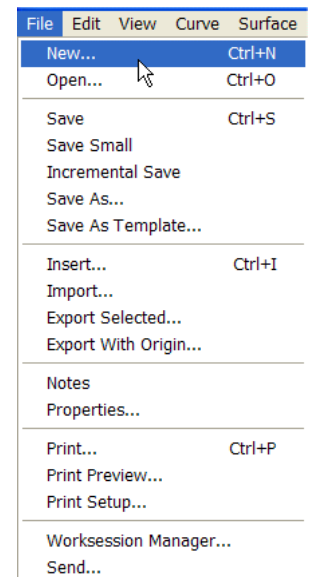 File Edit View Curve Surface
New... Ctrl+N
Open... Ctrl+O
Save Ctrl+S
Save Small
Incremental Save
Save As...
Save As Template...
Insert... Ctrl+I
Import...
Export Selected...
Export With Origin...
Notes
Properties...
Print... Ctrl+P
Print Preview...
Print Setup...
Worksession Manager...
Send...